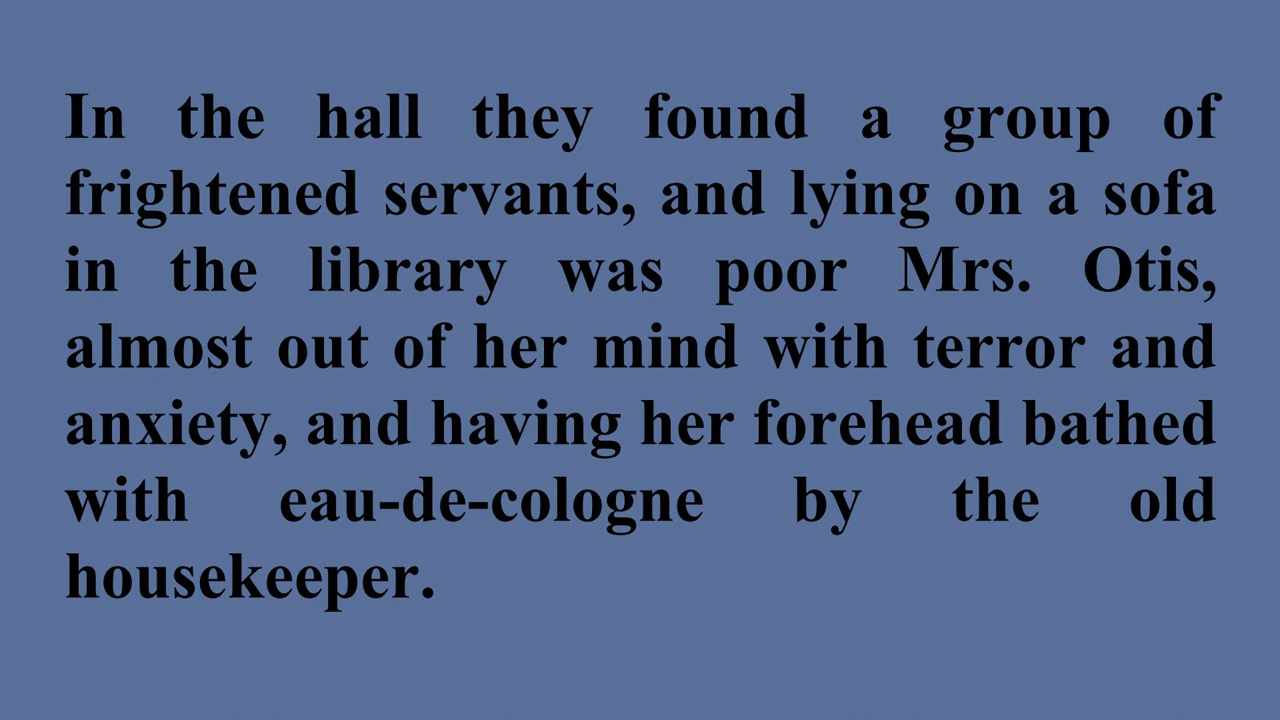 In the hall they found a group of
frightened servants, and lying on a sofa
in the library was poor Mrs. Otis,
almost out of her mind with terror and
anxiety, and having her forehead bathed
with eau-de-cologne by the old
housekeeper.